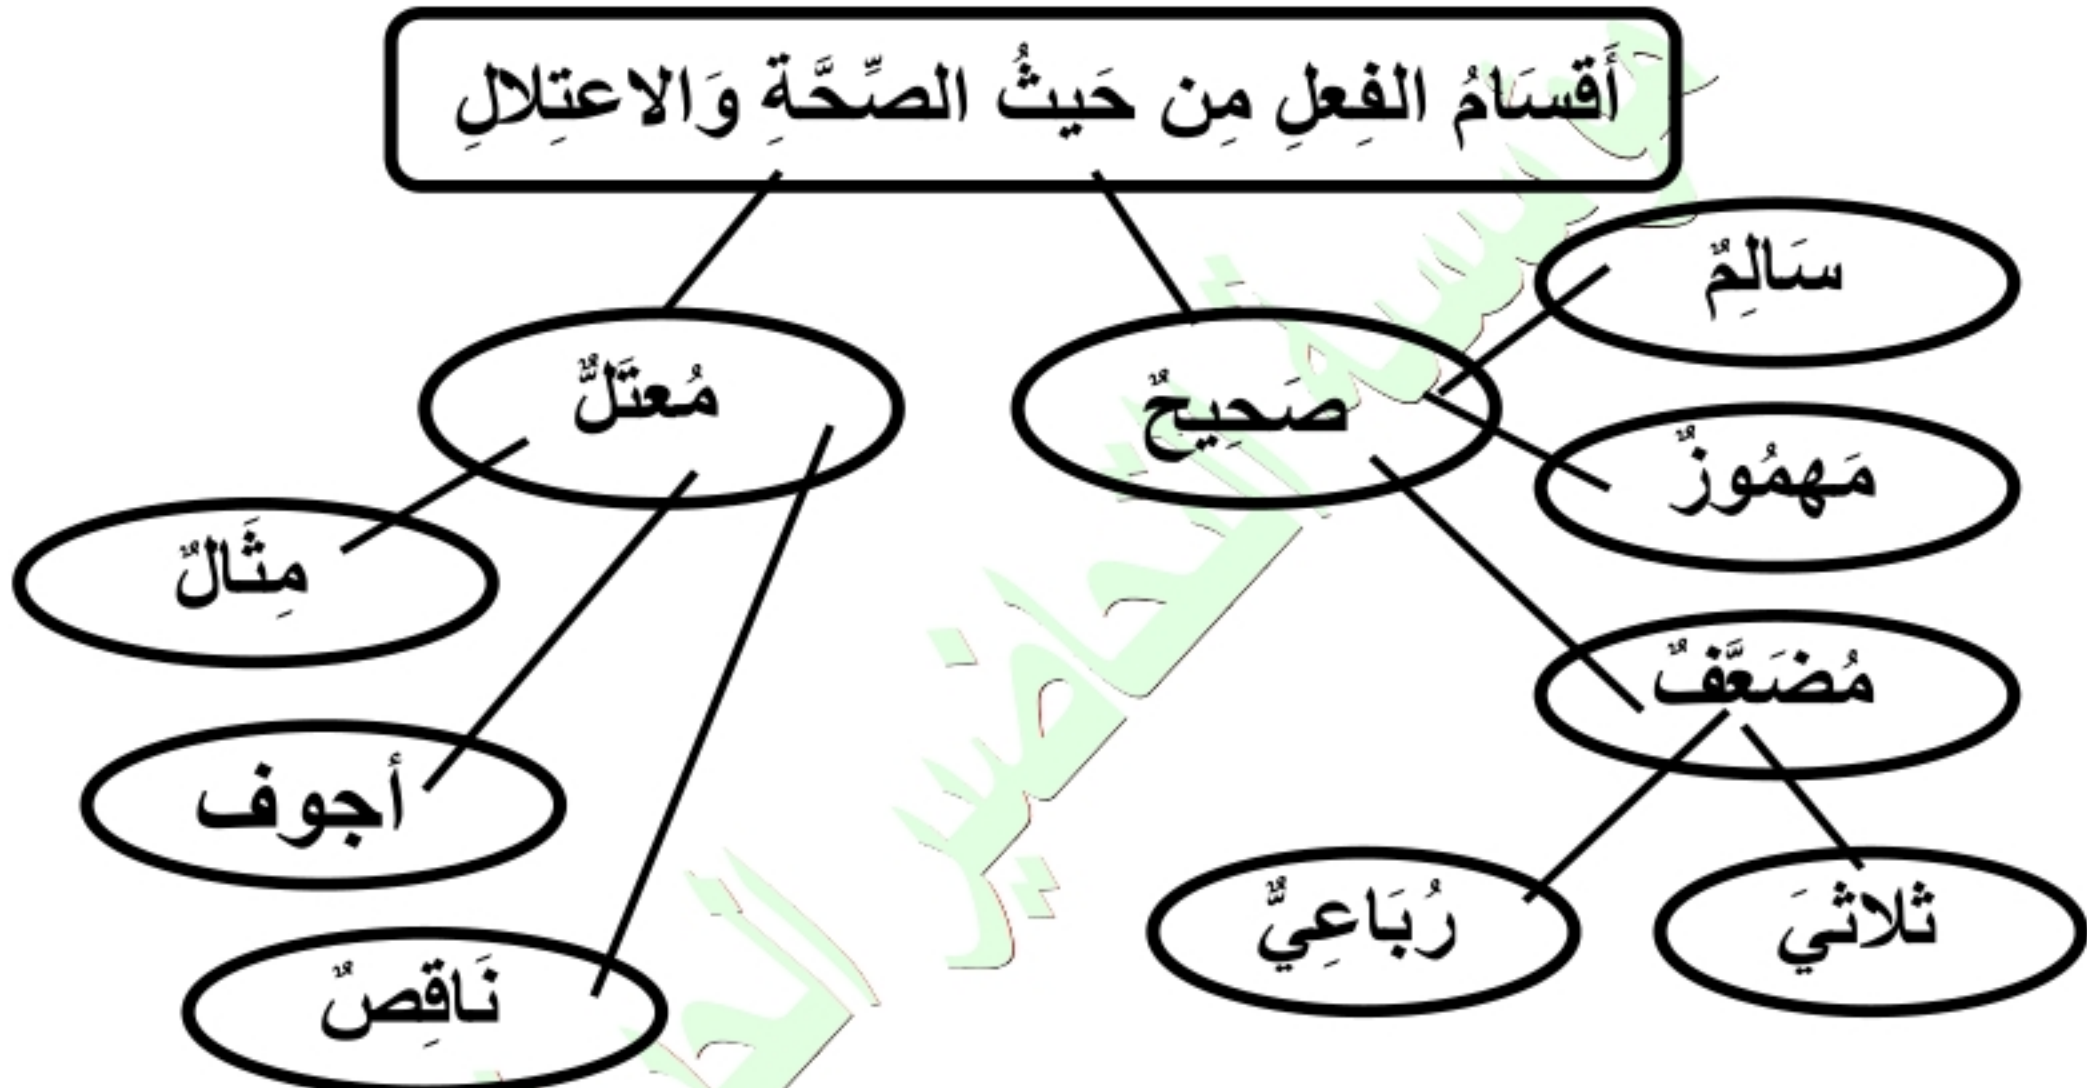 أَقسَامُ الفِعلِ مِن حَيثُ الصِّحَّةِ وَالاعتِلالِ
سَالِمٌ
صَحِيحٌ
مُعتَلٌّ
مَهمُوزٌ
مِثَالٌ
مُضَعَّفٌ
أجوف
ثلاثيَ
رُبَاعِيٌّ
نَاقِصٌ